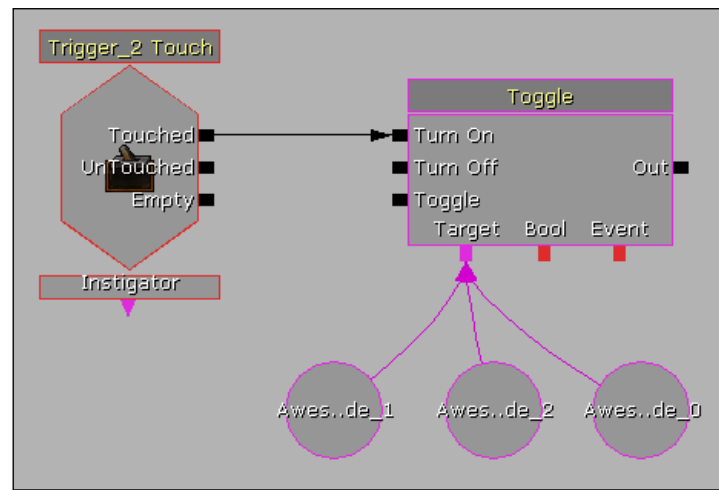 Trigger_2 Touch
Touched
UnTouched
Empty
Instigator
Toggle
Turn On
Turn Off
Out
Toggle
Target Bool Event
Awes..de_1
Awes..de_2
Awes..de_0